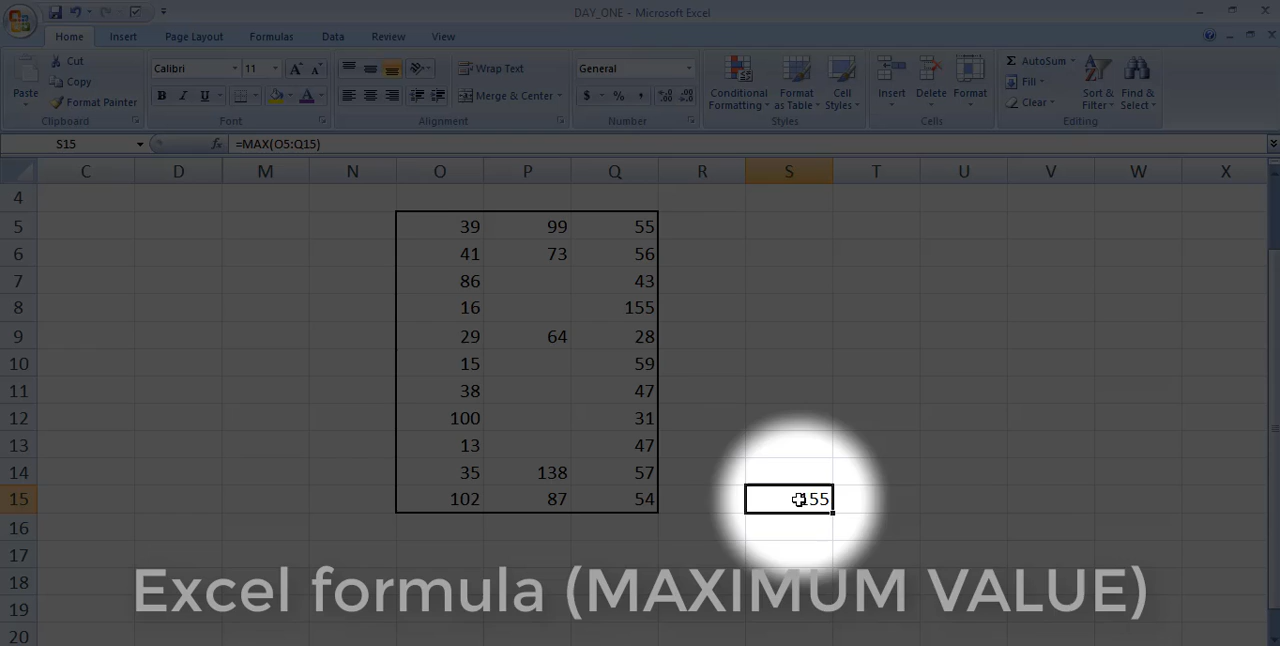 DAY_ONE - Microsoft Excel
Home Insert Page Layout Formulas Data Review View
Paste
Cut
Copy
Format Painter
Clipboard
Calibri 11
B I U
Font
Wrap Text
Merge & Center
Alignment
General
$ % ,
Number
Conditional Formatting
Format as Table
Cell Styles
Styles
Insert Delete Format
Cells
Σ AutoSum
Fill
Clear
Sort & Filter
Find & Select
Editing
S15 fx =MAX(O5:Q15)
C D M N O P Q R S T U V W X
4
5 39 99 55
6 41 73 56
7 86 43
8 16 155
9 29 64 28
10 15 59
11 38 47
12 100 31
13 13 47
14 35 138 57
15 102 87 54 155
16
17
18
19
20
Excel formula (MAXIMUM VALUE)